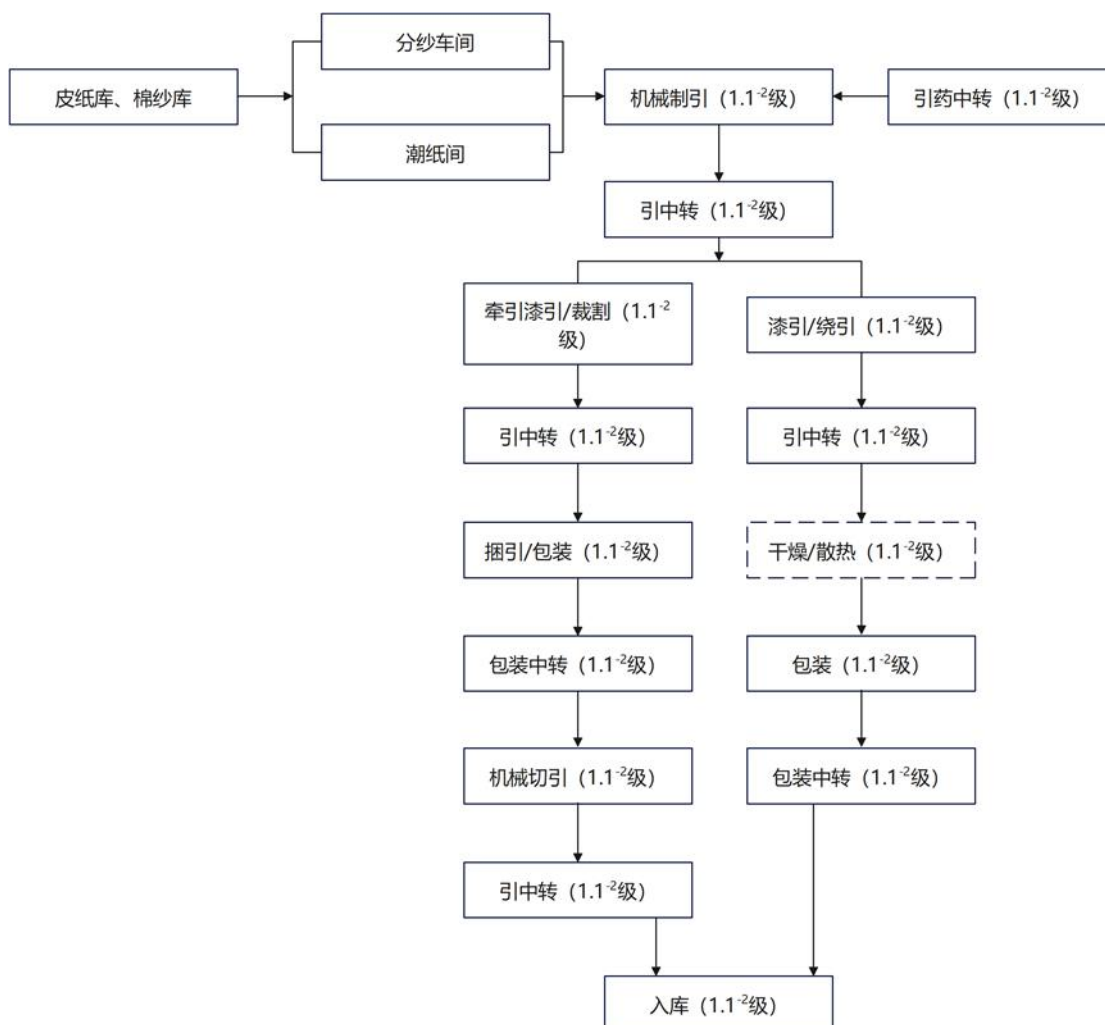 分纱车间
皮纸库、棉纱库
机械制引（1.1⁻²级）
引药中转（1.1⁻²级）
潮纸间
引中转（1.1⁻²级）
牵引漆引/裁割（1.1⁻²
级）
漆引/绕引（1.1⁻²级）
引中转（1.1⁻²级）
引中转（1.1⁻²级）
捆引/包装（1.1⁻²级）
干燥/散热（1.1⁻²级）
包装中转（1.1⁻²级）
包装（1.1⁻²级）
机械切引（1.1⁻²级）
包装中转（1.1⁻²级）
引中转（1.1⁻²级）
入库（1.1⁻²级）